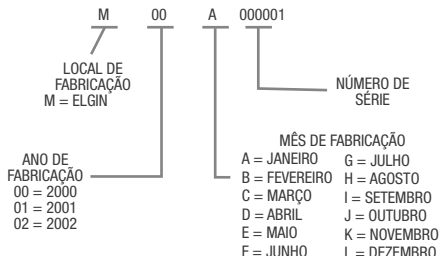 M 00 A 000001
LOCAL DE
FABRICAÇÃO
M = ELGIN
NÚMERO DE
SÉRIE
ANO DE
FABRICAÇÃO
00 = 2000
01 = 2001
02 = 2002
MÊS DE FABRICAÇÃO
A = JANEIRO G = JULHO
B = FEVEREIRO H = AGOSTO
C = MARÇO I = SETEMBRO
D = ABRIL J = OUTUBRO
E = MAIO K = NOVEMBRO
F = JUNHO L = DEZEMBRO